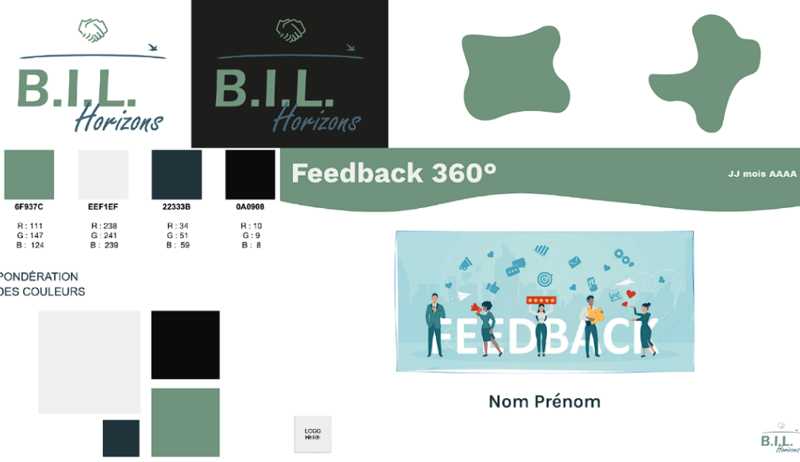 B.I.L.
Horizons
B.I.L.
Horizons
6F937C
EEF1EF
22333B
0A0908
R : 111
G : 147
B : 124
R : 238
G : 241
B : 239
R : 34
G : 51
B : 59
R : 10
G : 9
B : 8
PONDÉRATION
DES COULEURS
Feedback 360°
JJ mois AAAA
FEEDBACK
Nom Prénom
LOGO
HERE
B.I.L.
Horizons